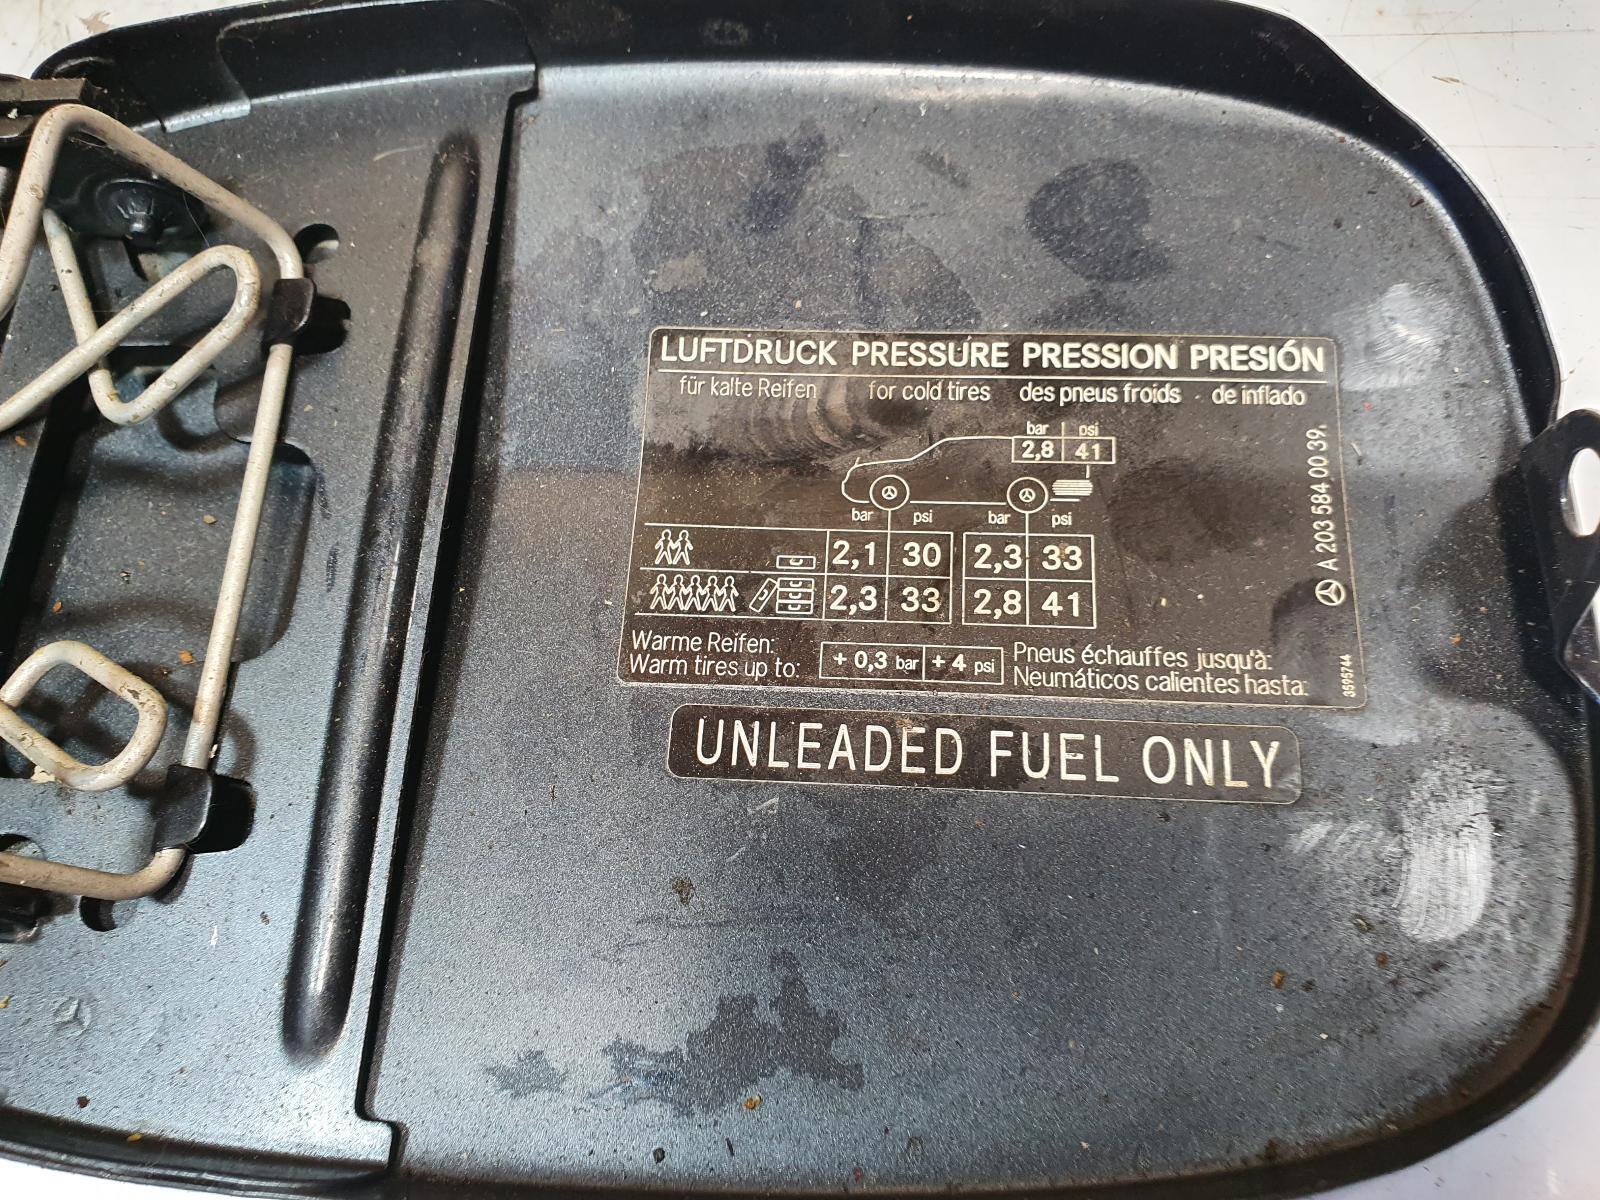 LUFTDRUCK PRESSURE PRESSION PRESIÓN
für kalte Reifen for cold tires des pneus froids · de inflado
bar psi
2,8 41
bar psi bar psi
2,1 30 2,3 33
2,3 33 2,8 41
Warme Reifen:
Warm tires up to:
+ 0,3 bar + 4 psi
Pneus échauffes jusqu'à:
Neumáticos calientes hasta:
A 203 584 00 39.
3595744
UNLEADED FUEL ONLY